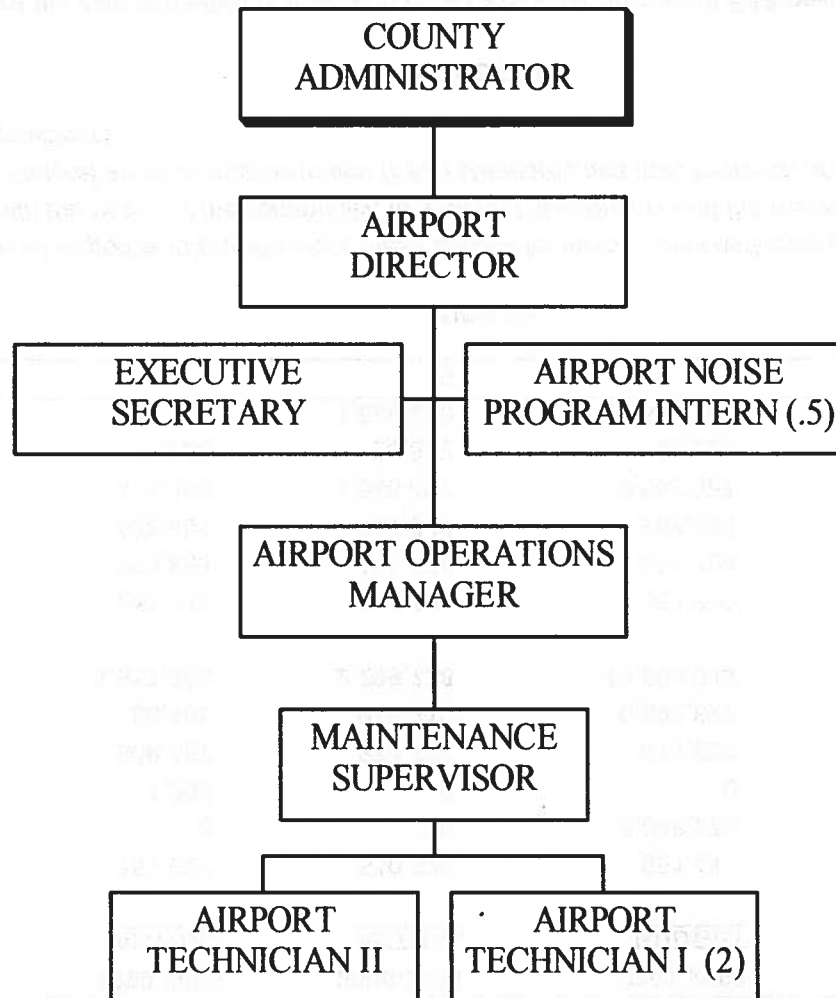 COUNTY
ADMINISTRATOR
AIRPORT
DIRECTOR
EXECUTIVE
SECRETARY
AIRPORT NOISE
PROGRAM INTERN (.5)
AIRPORT OPERATIONS
MANAGER
MAINTENANCE
SUPERVISOR
AIRPORT
TECHNICIAN II
AIRPORT
TECHNICIAN I (2)